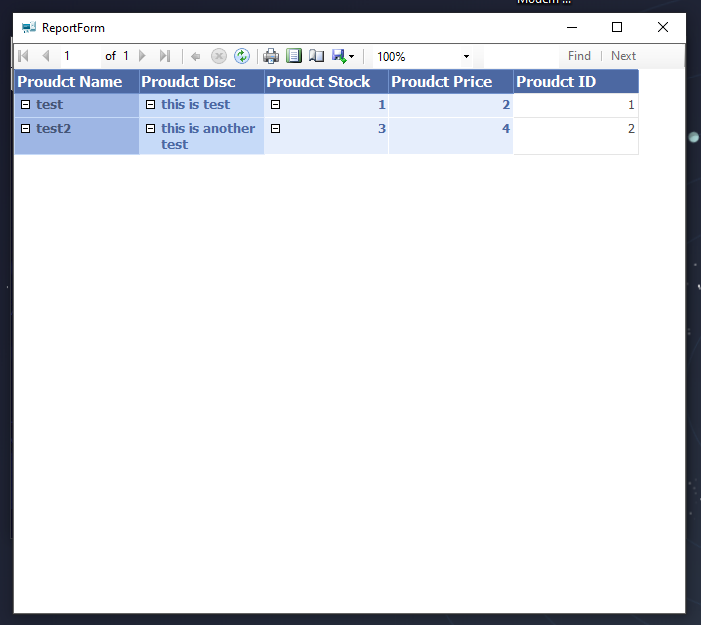 Modern ...
ReportForm
1 of 1 100% Find | Next
Proudct Name Proudct Disc Proudct Stock Proudct Price Proudct ID
test this is test 1 2 1
test2 this is another 3 4 2
test